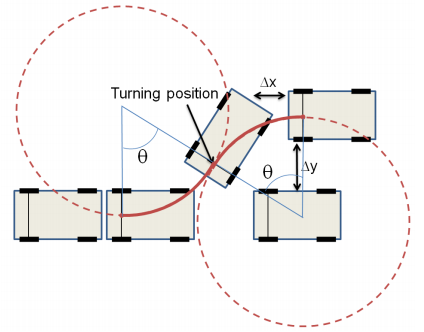 Δx
Turning position
θ
θ
Δy